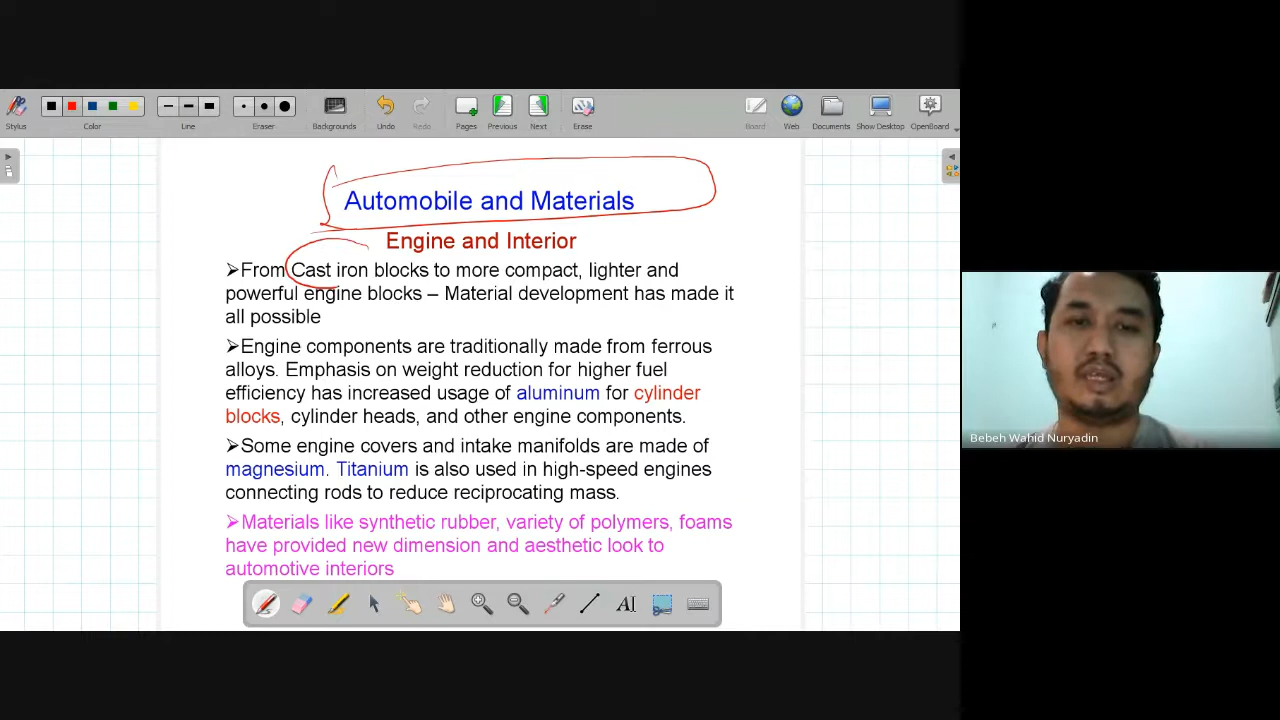 Stylus
Color
Line
Eraser
Backgrounds
Undo
Redo
Pages
Previous
Next
Erase
Board
Web
Documents
Show Desktop
OpenBoard
Automobile and Materials
Engine and Interior
➢From Cast iron blocks to more compact, lighter and
powerful engine blocks – Material development has made it
all possible
➢Engine components are traditionally made from ferrous
alloys. Emphasis on weight reduction for higher fuel
efficiency has increased usage of aluminum for cylinder
blocks, cylinder heads, and other engine components.
➢Some engine covers and intake manifolds are made of
magnesium. Titanium is also used in high-speed engines
connecting rods to reduce reciprocating mass.
➢Materials like synthetic rubber, variety of polymers, foams
have provided new dimension and aesthetic look to
automotive interiors
AI
Bebeh Wahid Nuryadin